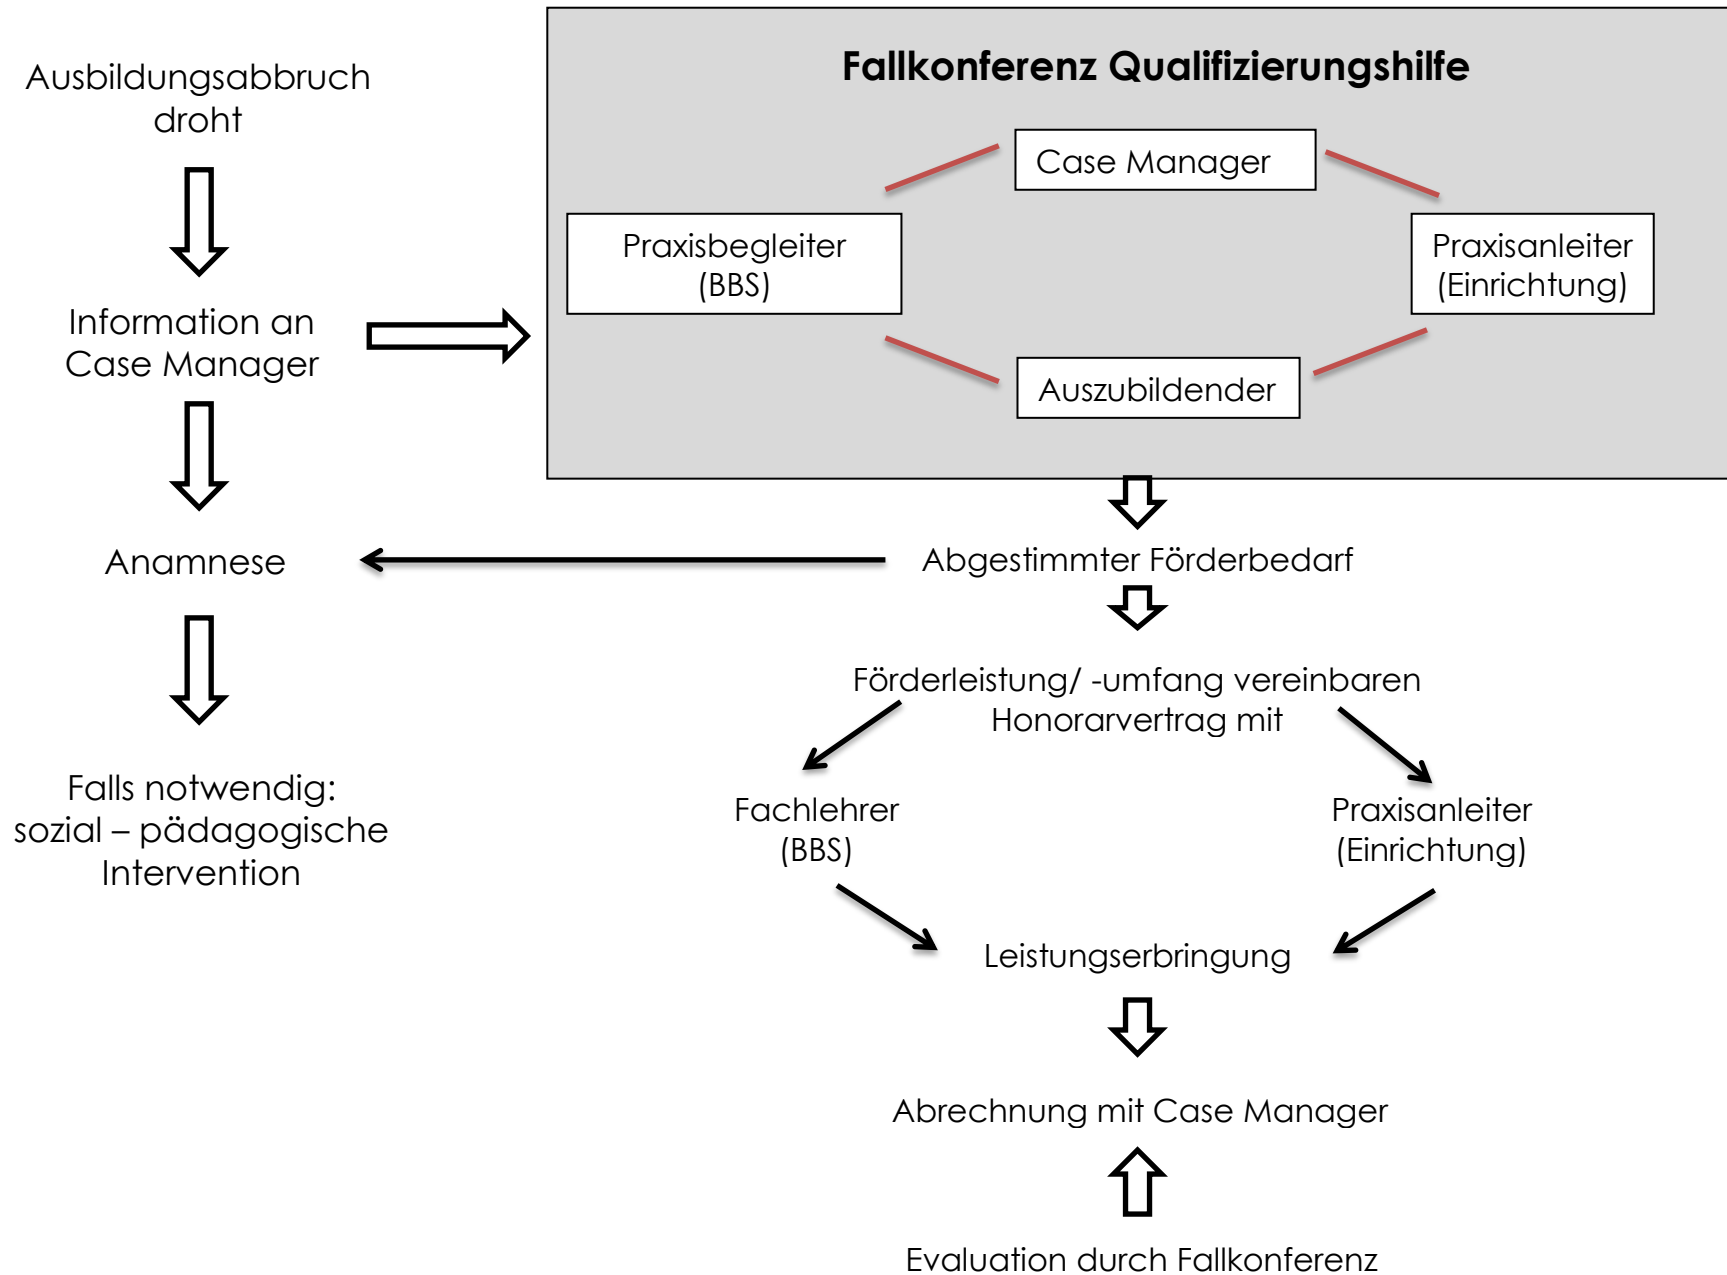 Ausbildungsabbruch
droht
Information an
Case Manager
Anamnese
Falls notwendig:
sozial – pädagogische
Intervention
Fallkonferenz Qualifizierungshilfe
Case Manager
Praxisbegleiter
(BBS)
Praxisanleiter
(Einrichtung)
Auszubildender
Abgestimmter Förderbedarf
Förderleistung/ -umfang vereinbaren
Honorarvertrag mit
Fachlehrer
(BBS)
Praxisanleiter
(Einrichtung)
Leistungserbringung
Abrechnung mit Case Manager
Evaluation durch Fallkonferenz